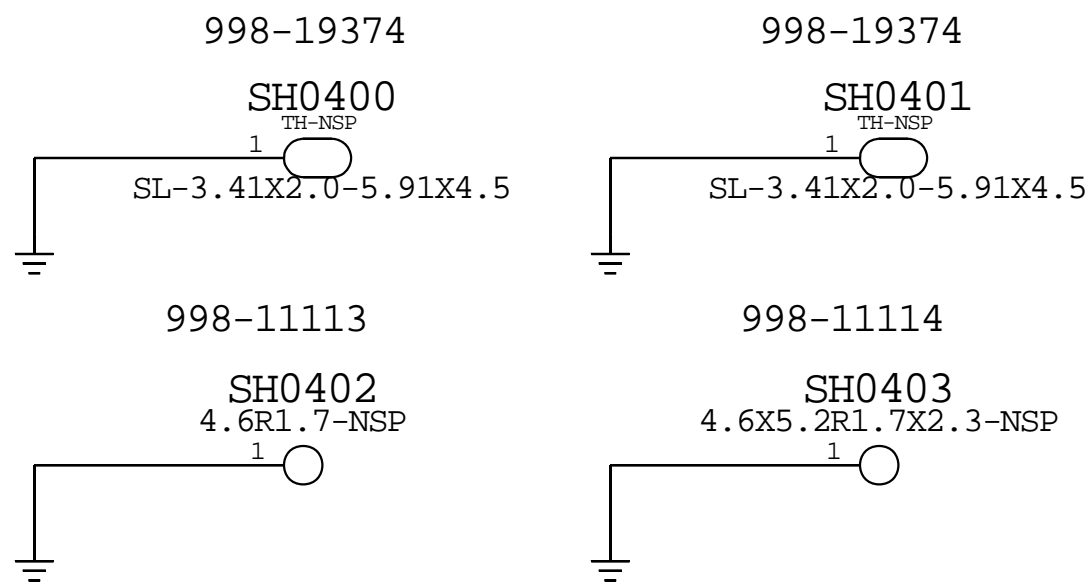 998-19374
SH0400
TH-NSP
1
SL-3.41X2.0-5.91X4.5
998-19374
SH0401
TH-NSP
1
SL-3.41X2.0-5.91X4.5
998-11113
SH0402
4.6R1.7-NSP
1
998-11114
SH0403
4.6X5.2R1.7X2.3-NSP
1